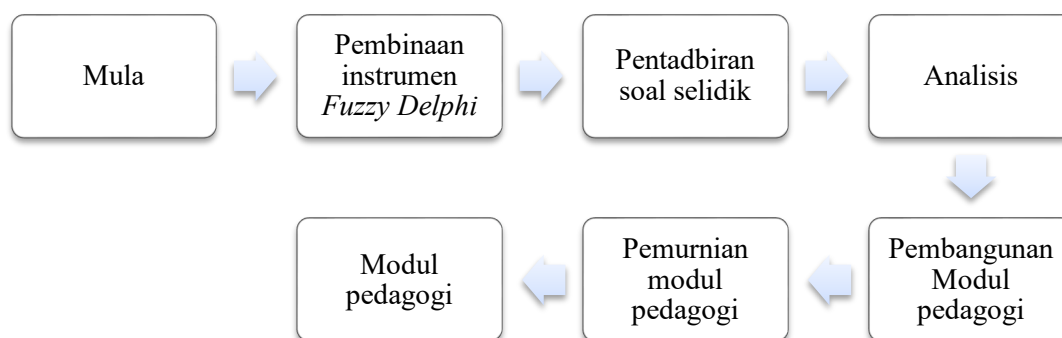 Mula
Pembinaan
instrumen
Fuzzy Delphi
Pentadbiran
soal selidik
Analisis
Pembangunan
Modul
pedagogi
Pemurnian
modul
pedagogi
Modul
pedagogi